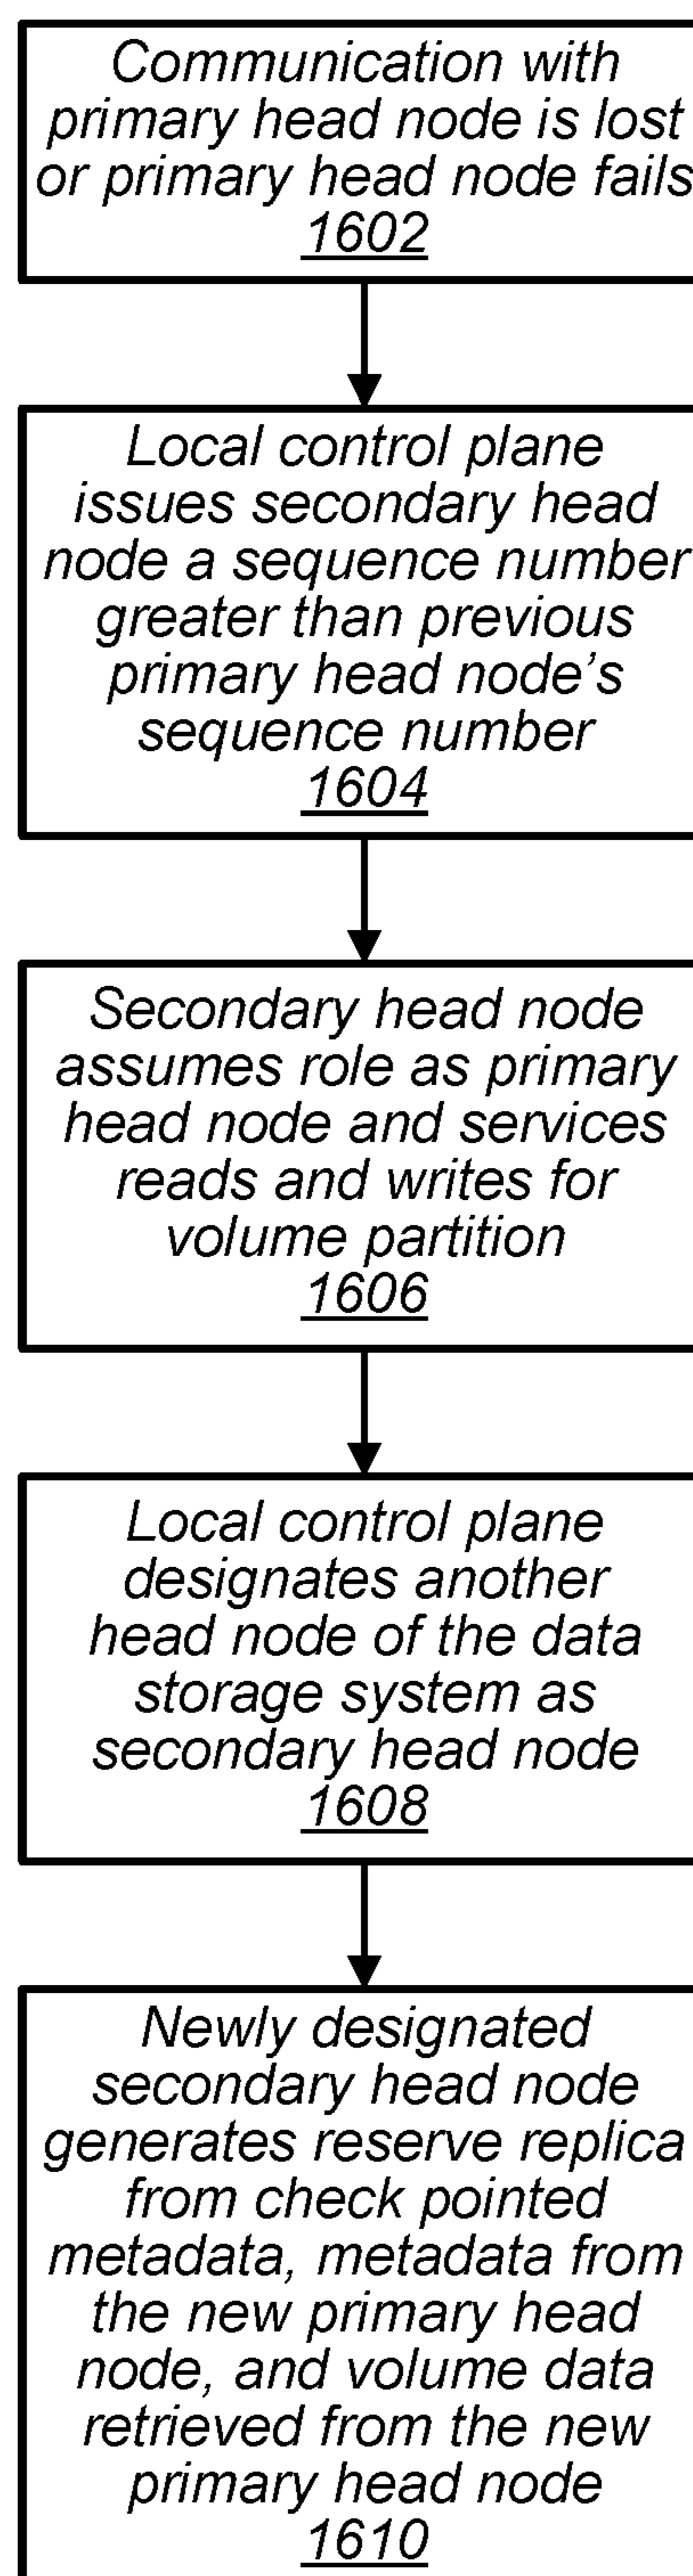 Communication with
primary head node is lost
or primary head node fails
1602
Local control plane
issues secondary head
node a sequence number
greater than previous
primary head node's
sequence number
1604
Secondary head node
assumes role as primary
head node and services
reads and writes for
volume partition
1606
Local control plane
designates another
head node of the data
storage system as
secondary head node
1608
Newly designated
secondary head node
generates reserve replica
from check pointed
metadata, metadata from
the new primary head
node, and volume data
retrieved from the new
primary head node
1610